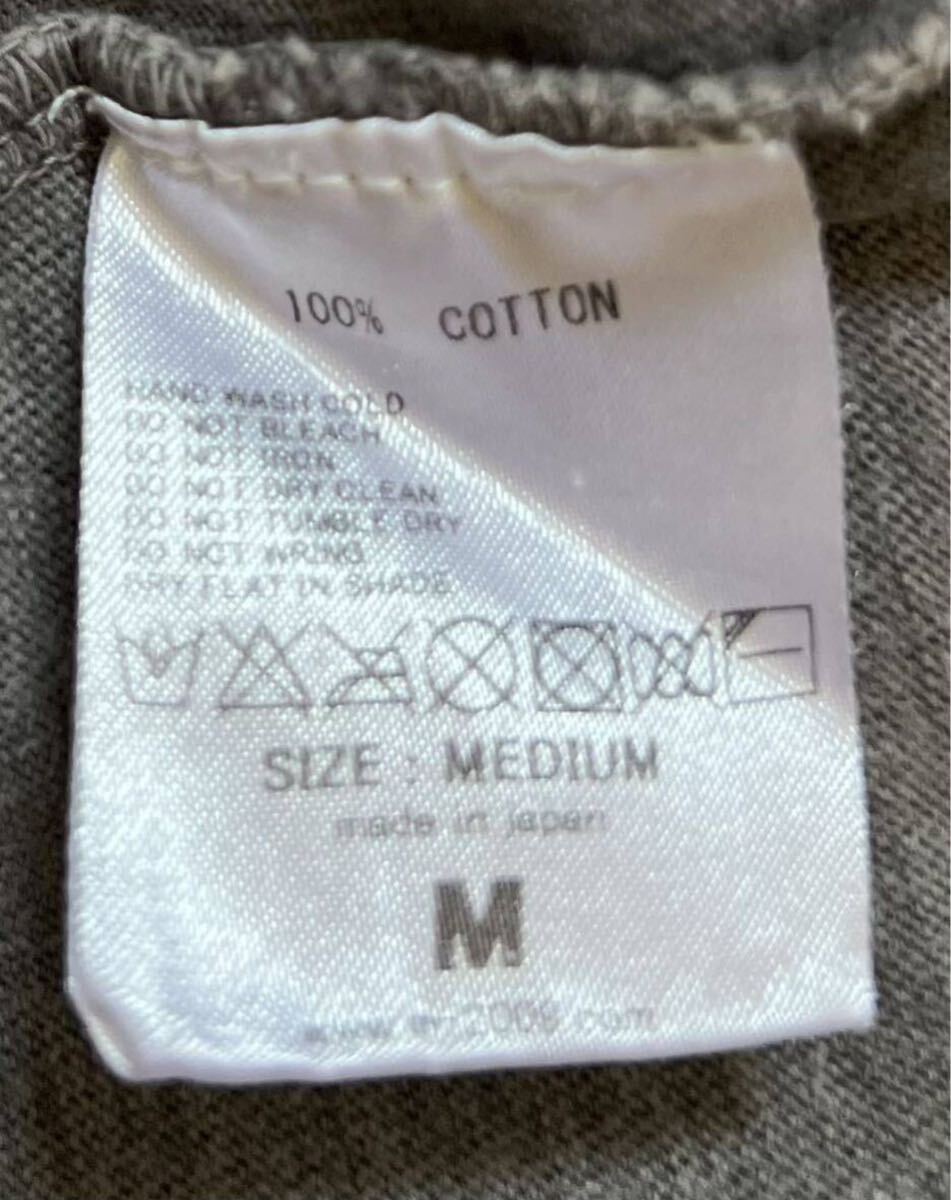 100% COTTON
HAND WASH COLD
DO NOT BLEACH
DO NOT IRON
DO NOT DRY CLEAN
DO NOT TUMBLE DRY
DO NOT WRING
DRY FLAT IN SHADE
SIZE : MEDIUM
made in japan
M